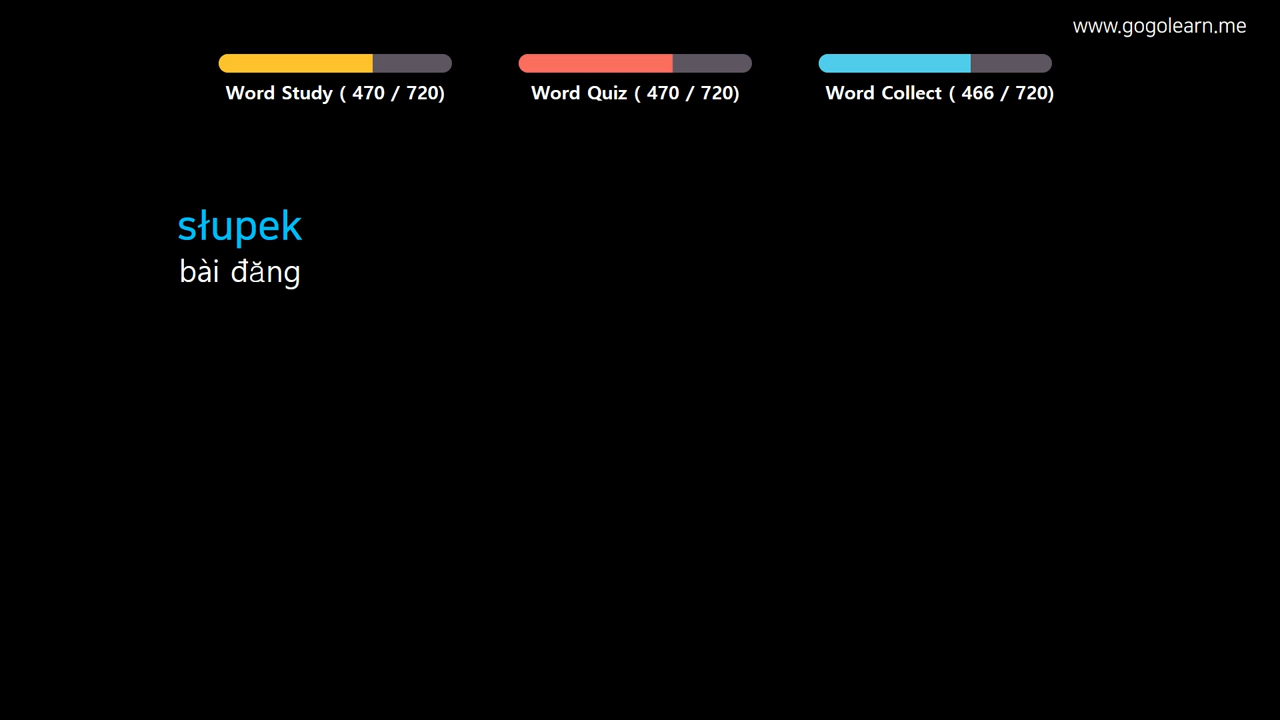 www.gogolearn.me
Word Study ( 470 / 720)
Word Quiz ( 470 / 720)
Word Collect ( 466 / 720)
słupek
bài đăng